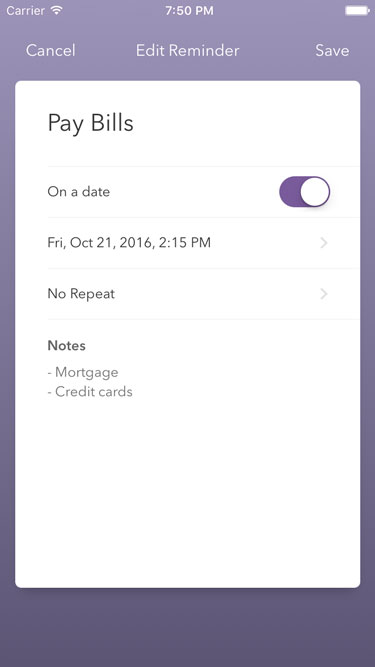 Carrier 7:50 PM
Cancel Edit Reminder Save
Pay Bills
On a date
Fri, Oct 21, 2016, 2:15 PM
No Repeat
Notes
- Mortgage
- Credit cards